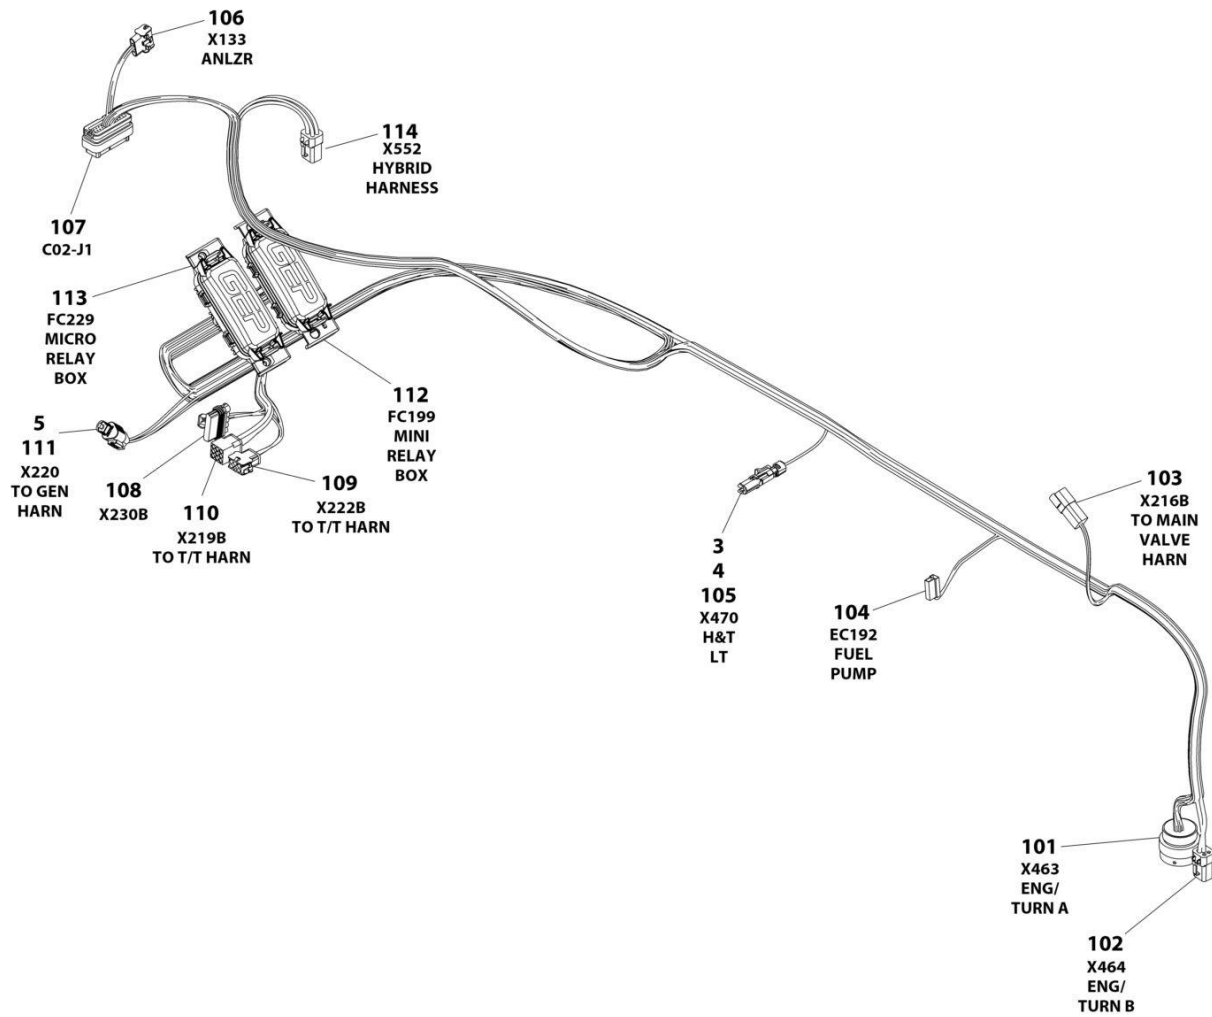 106
X133
ANLZR
114
X552
HYBRID
HARNESS
107
C02-J1
GEP
GEP
113
FC229
MICRO
RELAY
BOX
112
FC199
MINI
RELAY
BOX
5
111
X220
TO GEN
HARN
108
X230B
110
X219B
TO T/T HARN
109
X222B
TO T/T HARN
3
4
105
X470
H&T
LT
103
X216B
TO MAIN
VALVE
HARN
104
EC192
FUEL
PUMP
101
X463
ENG/
TURN A
102
X464
ENG/
TURN B